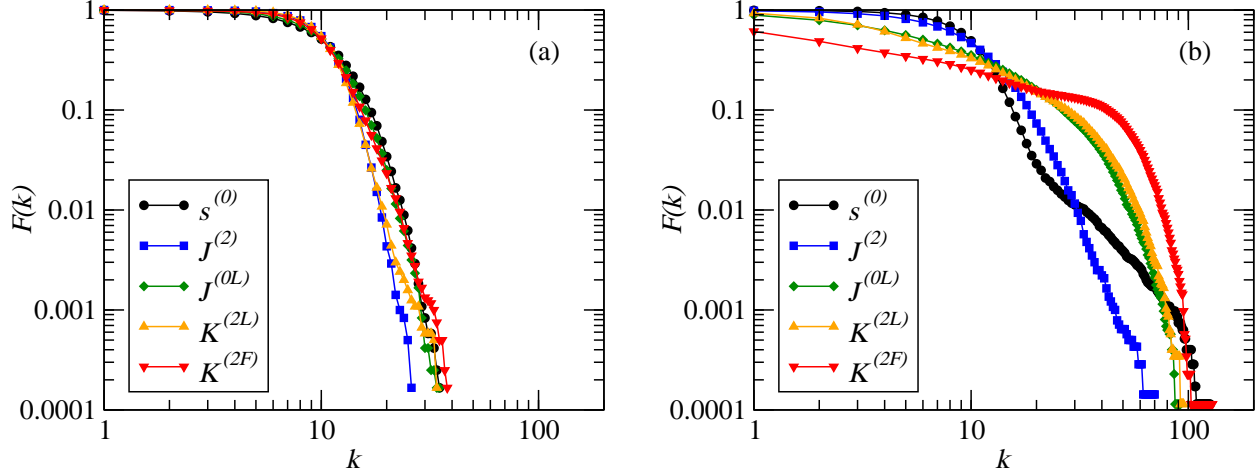 1
0.1
0.01
0.001
0.0001
F(k)
1
10
100
k
(a)
s^(0)
J^(2)
J^(0L)
K^(2L)
K^(2F)
1
0.1
0.01
0.001
0.0001
F(k)
1
10
100
k
(b)
s^(0)
J^(2)
J^(0L)
K^(2L)
K^(2F)